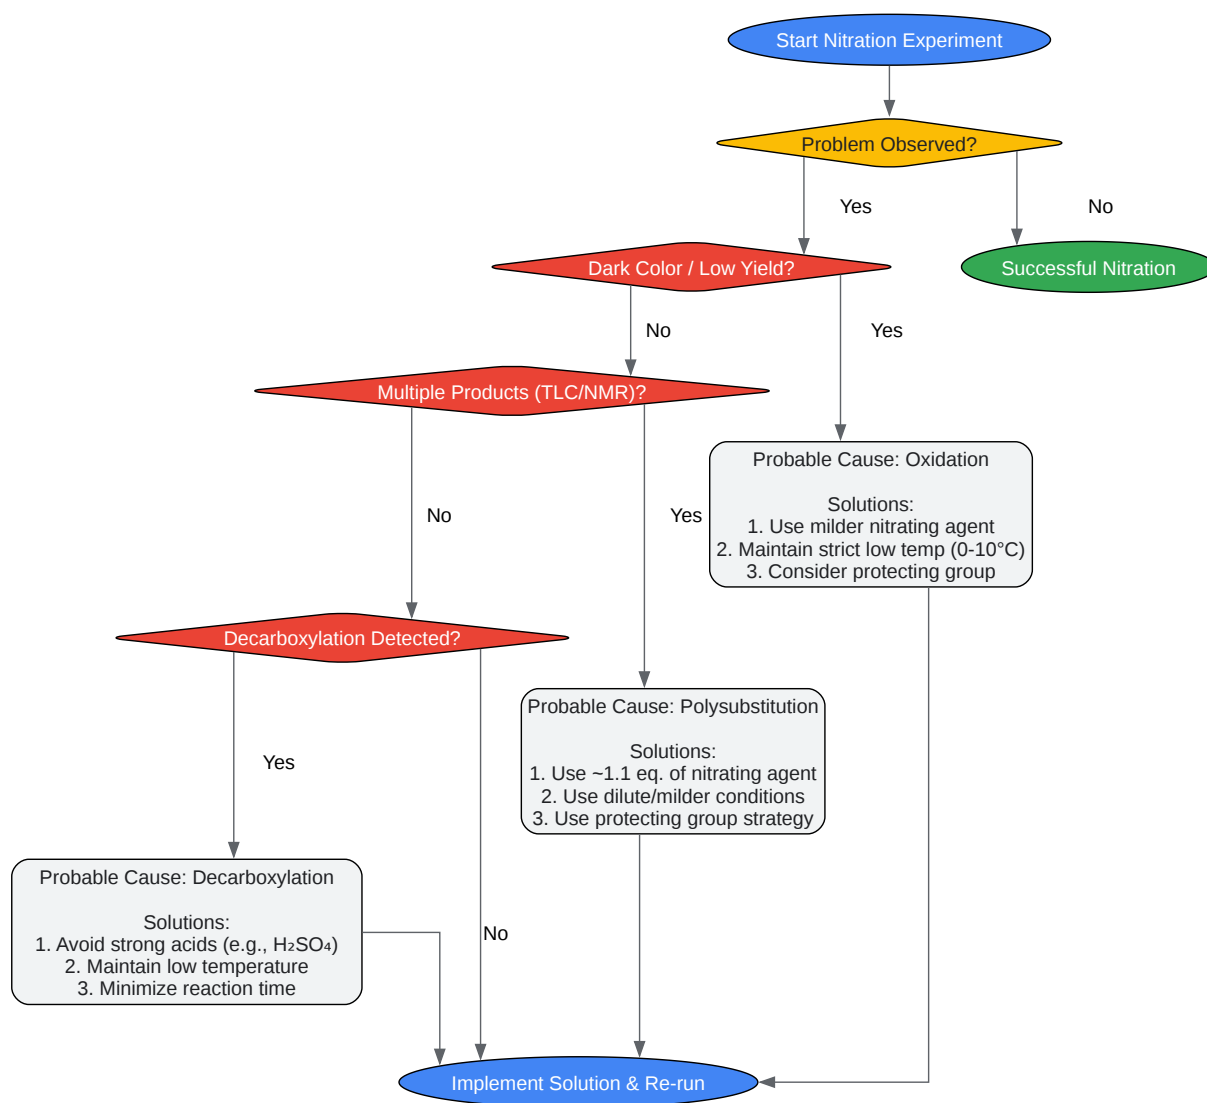 Start Nitration Experiment
Problem Observed?
Yes
No
Dark Color / Low Yield?
Successful Nitration
No
Yes
Multiple Products (TLC/NMR)?
Probable Cause: Oxidation
Solutions:
1. Use milder nitrating agent
2. Maintain strict low temp (0-10°C)
3. Consider protecting group
No
Yes
Decarboxylation Detected?
Probable Cause: Polysubstitution
Solutions:
1. Use ~1.1 eq. of nitrating agent
2. Use dilute/milder conditions
3. Use protecting group strategy
Yes
Probable Cause: Decarboxylation
Solutions:
1. Avoid strong acids (e.g., H₂SO₄)
2. Maintain low temperature
3. Minimize reaction time
No
Implement Solution & Re-run